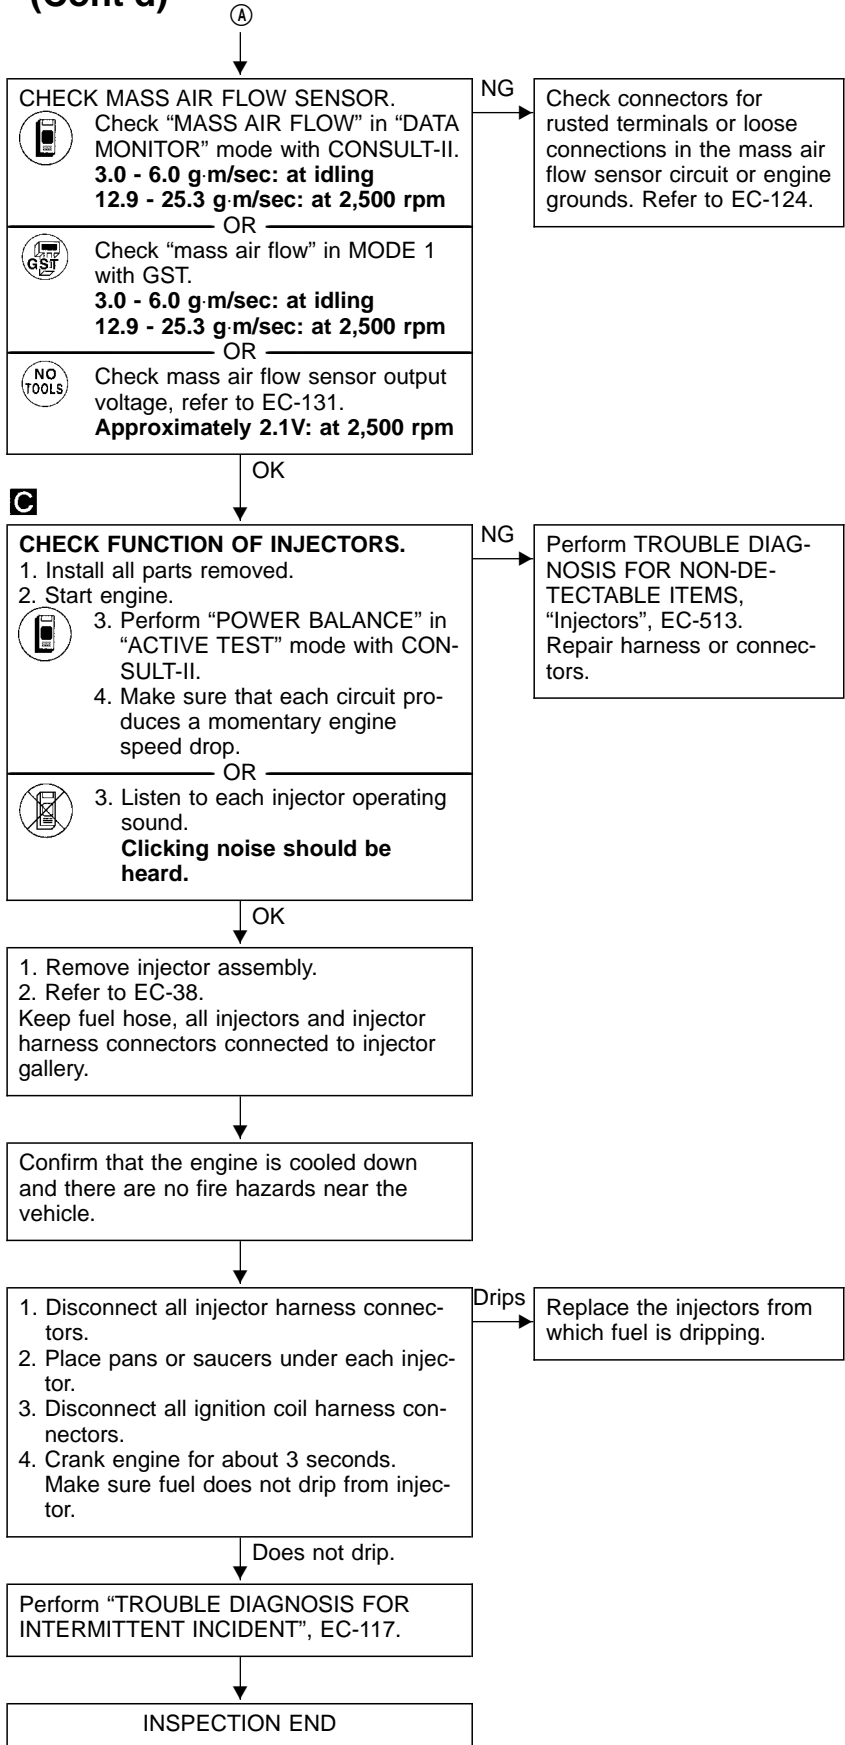 (Cont'd)
Ⓐ
CHECK MASS AIR FLOW SENSOR.
Check “MASS AIR FLOW” in “DATA
MONITOR” mode with CONSULT-II.
3.0 - 6.0 g·m/sec: at idling
12.9 - 25.3 g·m/sec: at 2,500 rpm
OR
GST
Check “mass air flow” in MODE 1
with GST.
3.0 - 6.0 g·m/sec: at idling
12.9 - 25.3 g·m/sec: at 2,500 rpm
OR
NO
TOOLS
Check mass air flow sensor output
voltage, refer to EC-131.
Approximately 2.1V: at 2,500 rpm
NG
Check connectors for
rusted terminals or loose
connections in the mass air
flow sensor circuit or engine
grounds. Refer to EC-124.
OK
C
CHECK FUNCTION OF INJECTORS.
1. Install all parts removed.
2. Start engine.
3. Perform “POWER BALANCE” in
“ACTIVE TEST” mode with CON-
SULT-II.
4. Make sure that each circuit pro-
duces a momentary engine
speed drop.
OR
3. Listen to each injector operating
sound.
Clicking noise should be
heard.
NG
Perform TROUBLE DIAG-
NOSIS FOR NON-DE-
TECTABLE ITEMS,
“Injectors”, EC-513.
Repair harness or connec-
tors.
OK
1. Remove injector assembly.
2. Refer to EC-38.
Keep fuel hose, all injectors and injector
harness connectors connected to injector
gallery.
Confirm that the engine is cooled down
and there are no fire hazards near the
vehicle.
1. Disconnect all injector harness connec-
tors.
2. Place pans or saucers under each injec-
tor.
3. Disconnect all ignition coil harness con-
nectors.
4. Crank engine for about 3 seconds.
Make sure fuel does not drip from injec-
tor.
Drips
Replace the injectors from
which fuel is dripping.
Does not drip.
Perform “TROUBLE DIAGNOSIS FOR
INTERMITTENT INCIDENT”, EC-117.
INSPECTION END